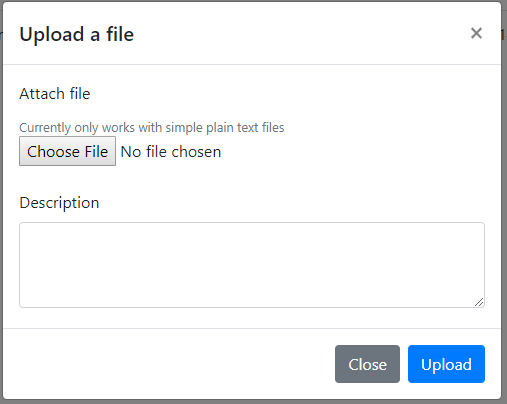 Upload a file ×
Attach file
Currently only works with simple plain text files
Choose File No file chosen
Description
Close Upload